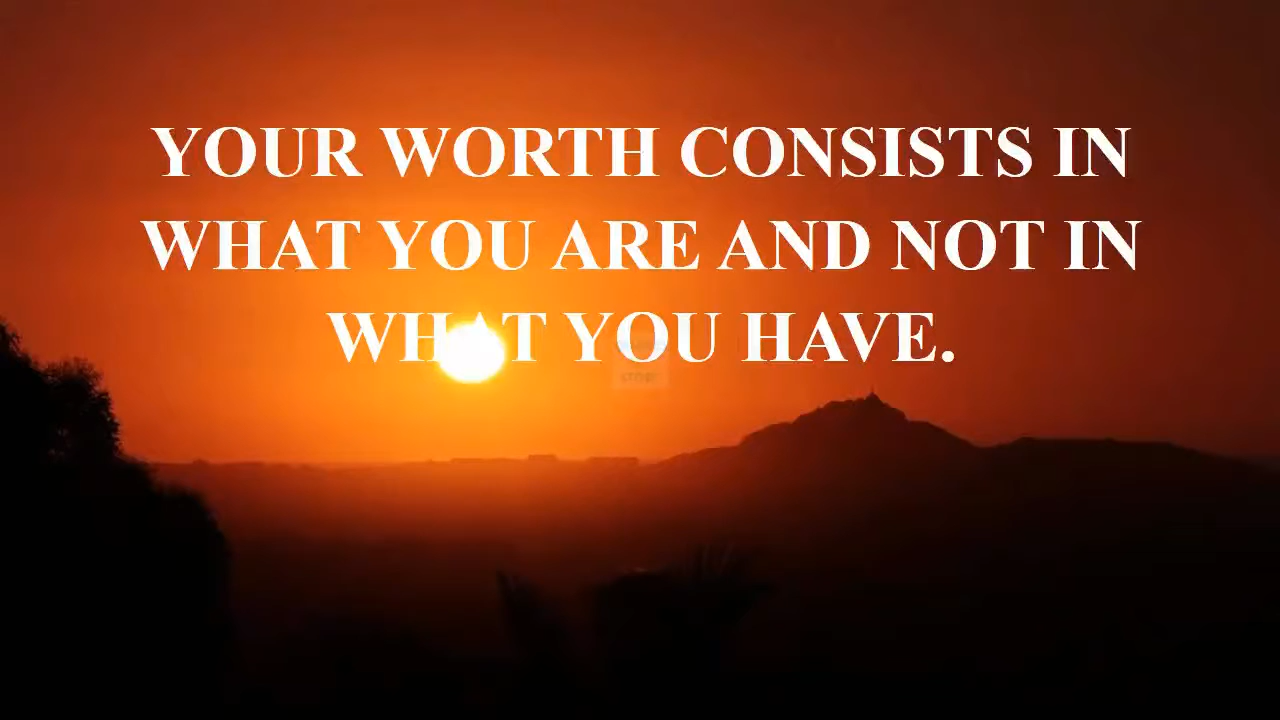 YOUR WORTH CONSISTS IN
WHAT YOU ARE AND NOT IN
WHAT YOU HAVE.